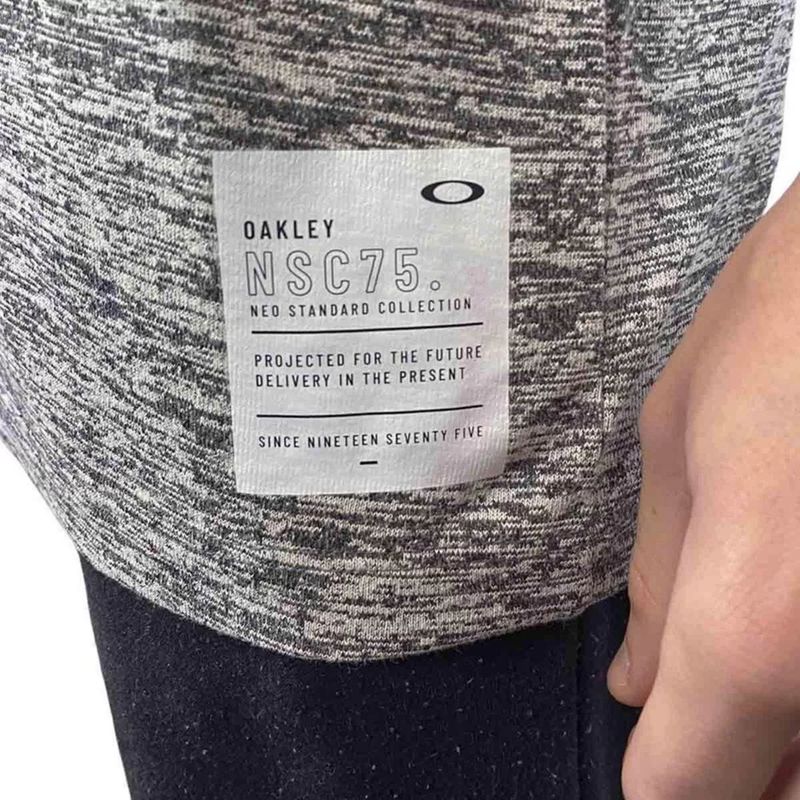 OAKLEY
NSC75.
NEO STANDARD COLLECTION
PROJECTED FOR THE FUTURE
DELIVERY IN THE PRESENT
SINCE NINETEEN SEVENTY FIVE